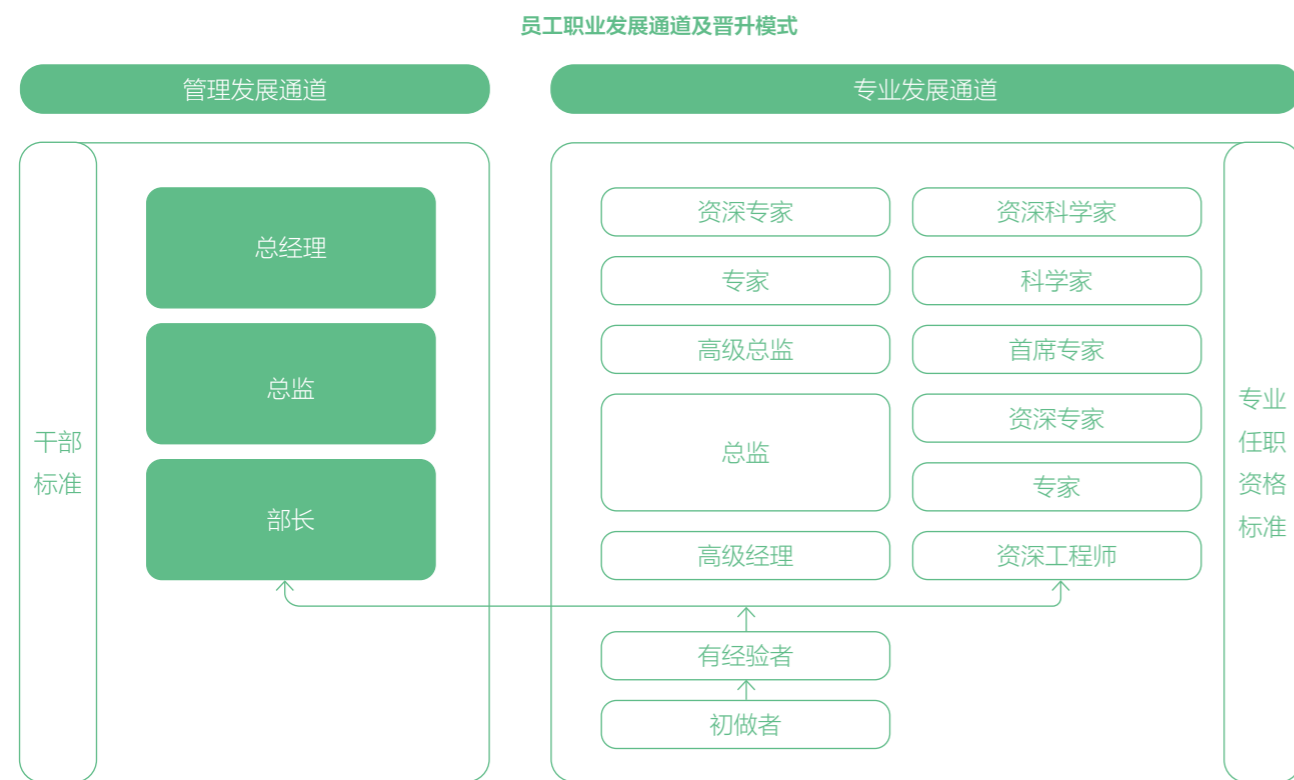 员工职业发展通道及晋升模式
管理发展通道
专业发展通道
干部
标准
总经理
总监
部长
资深专家
专家
高级总监
总监
高级经理
资深科学家
科学家
首席专家
资深专家
专家
资深工程师
有经验者
初做者
专业
任职
资格
标准